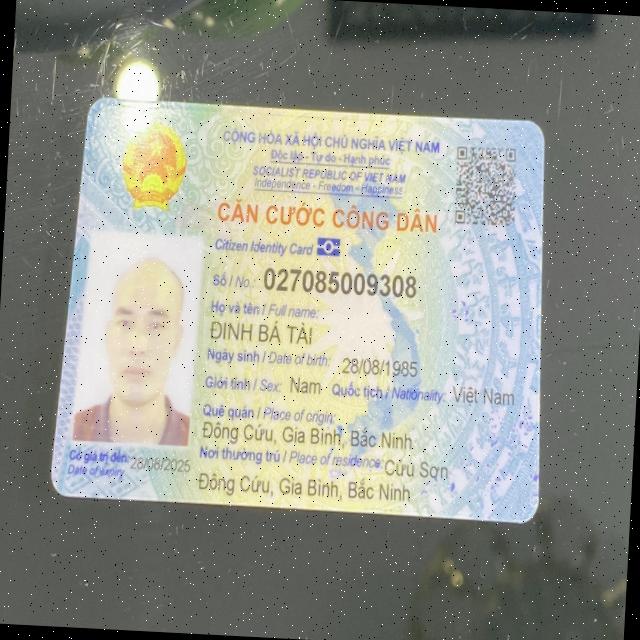 CỘNG HÒA XÃ HỘI CHỦ NGHĨA VIỆT NAM
Độc lập - Tự do - Hạnh phúc
SOCIALIST REPUBLIC OF VIET NAM
Independence - Freedom - Happiness
CĂN CƯỚC CÔNG DÂN
Citizen Identity Card
Số / No.: 027085009308
Họ và tên / Full name:
ĐINH BÁ TÀI
Ngày sinh / Date of birth: 28/08/1985
Giới tính / Sex: Nam Quốc tịch / Nationality: Việt Nam
Quê quán / Place of origin:
Đông Cứu, Gia Bình, Bắc Ninh
Nơi thường trú / Place of residence: Cứu Sơn
Đông Cứu, Gia Bình, Bắc Ninh
Có giá trị đến: 28/08/2025
Date of expiry